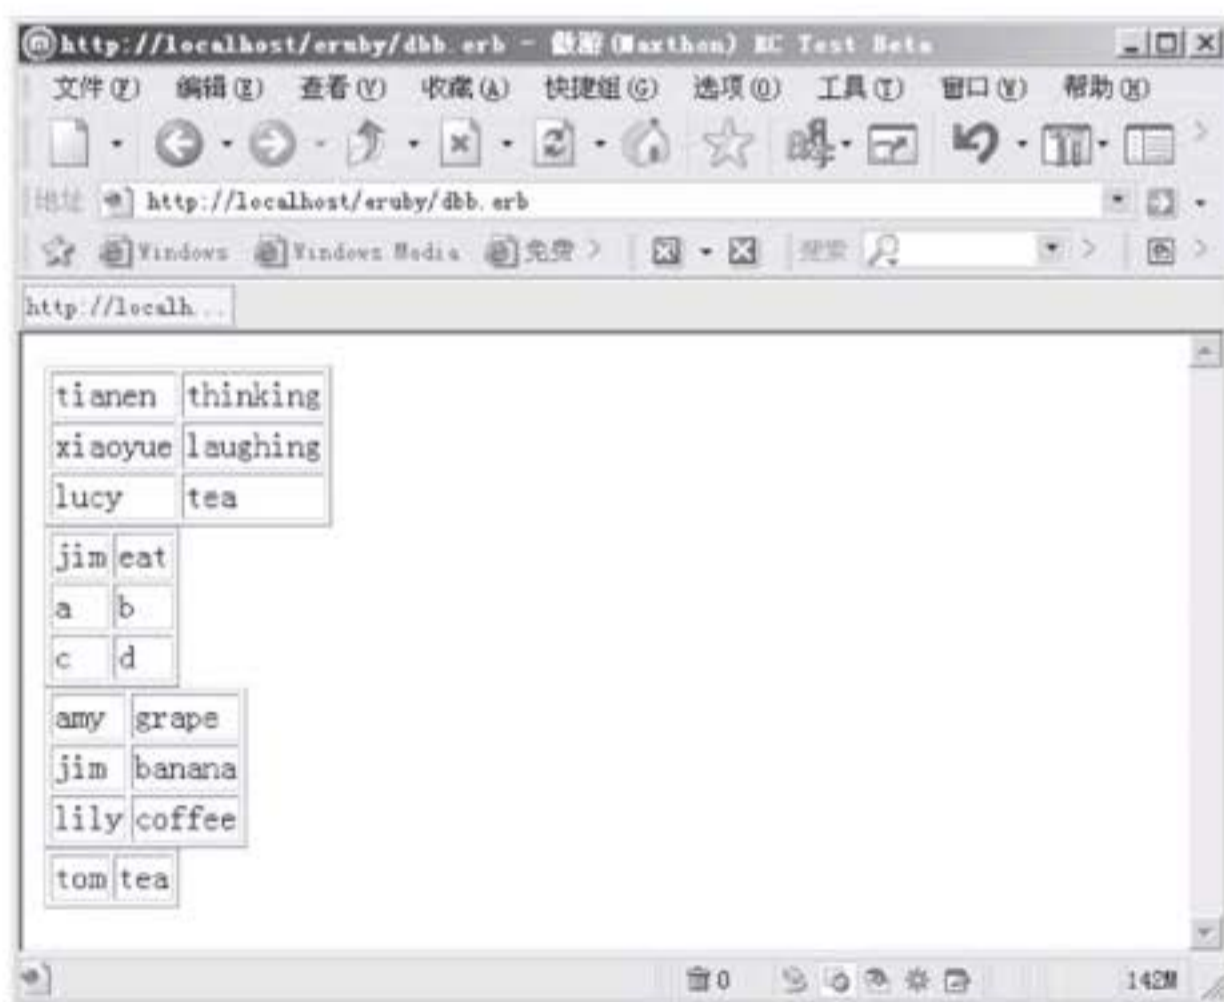 http://localhost/eruby/dbb.erb - 傲游(Maxthon) RC Test Beta
文件(F) 编辑(E) 查看(V) 收藏(A) 快捷组(G) 选项(O) 工具(T) 窗口(W) 帮助(H)
地址 http://localhost/eruby/dbb.erb
Windows Windows Media 免费 搜索
http://localh...
tianen thinking
xiaoyue laughing
lucy tea
jim eat
a b
c d
amy grape
jim banana
lily coffee
tom tea
0 142M